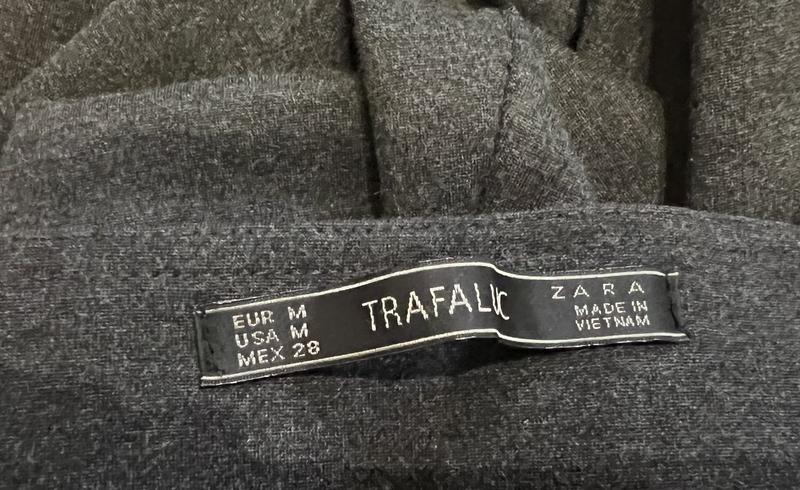 EUR M
USA M
MEX 28
TRAFALUC
ZARA
MADE IN
VIETNAM